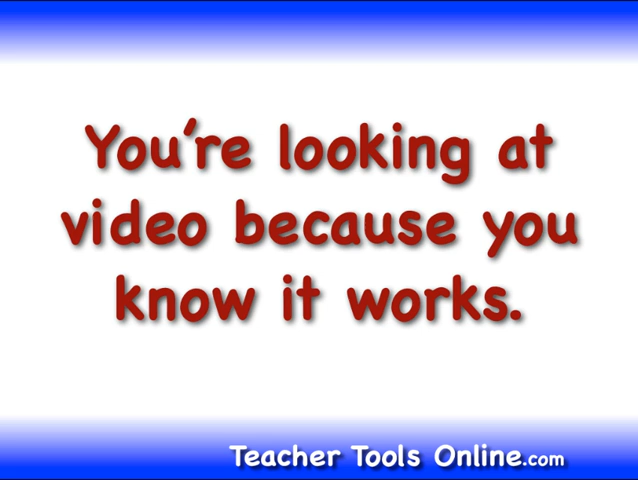 You're looking at
video because you
know it works.
Teacher Tools Online.com